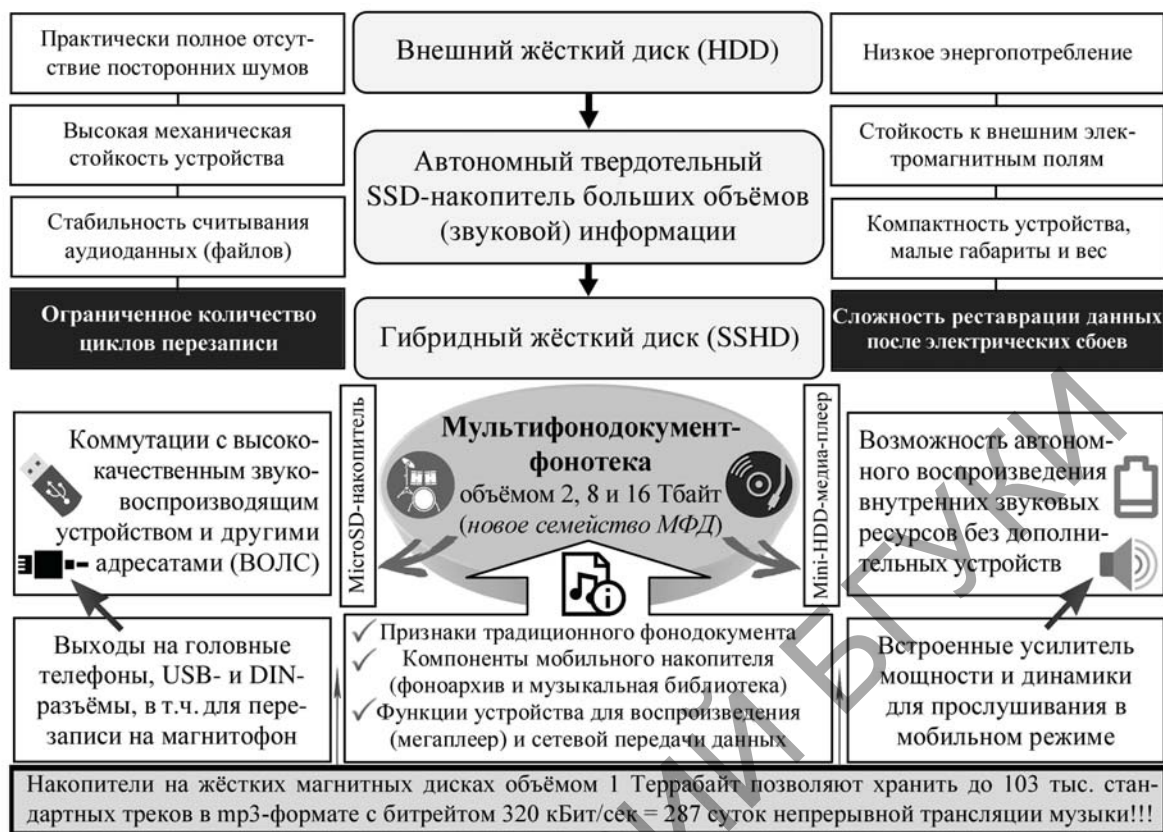 Практически полное отсут-
ствие посторонних шумов
Высокая механическая
стойкость устройства
Стабильность считывания
аудиоданных (файлов)
Ограниченное количество
циклов перезаписи
Внешний жёсткий диск (HDD)
Автономный твердотельный
SSD-накопитель больших объёмов
(звуковой) информации
Гибридный жёсткий диск (SSHD)
Низкое энергопотребление
Стойкость к внешним элек-
тромагнитным полям
Компактность устройства,
малые габариты и вес
Сложность реставрации данных
после электрических сбоев
Коммутации с высоко-
качественным звуко-
воспроизводящим
устройством и другими
адресатами (ВОЛС)
Выходы на головные
телефоны, USB- и DIN-
разъёмы, в т.ч. для пере-
записи на магнитофон
MicroSD-накопитель
Мультифонодокумент-
фонотека
объёмом 2, 8 и 16 Тбайт
(новое семейство МФД)
Mini-HDD-медиа-плеер
✓ Признаки традиционного фонодокумента
✓ Компоненты мобильного накопителя
(фоноархив и музыкальная библиотека)
✓ Функции устройства для воспроизведения
(мегаплеер) и сетевой передачи данных
Возможность автоном-
ного воспроизведения
внутренних звуковых
ресурсов без дополни-
тельных устройств
Встроенные усилитель
мощности и динамики
для прослушивания в
мобильном режиме
Накопители на жёстких магнитных дисках объёмом 1 Террабайт позволяют хранить до 103 тыс. стан-
дартных треков в mp3-формате с битрейтом 320 кБит/сек = 287 суток непрерывной трансляции музыки!!!
БГУКИ